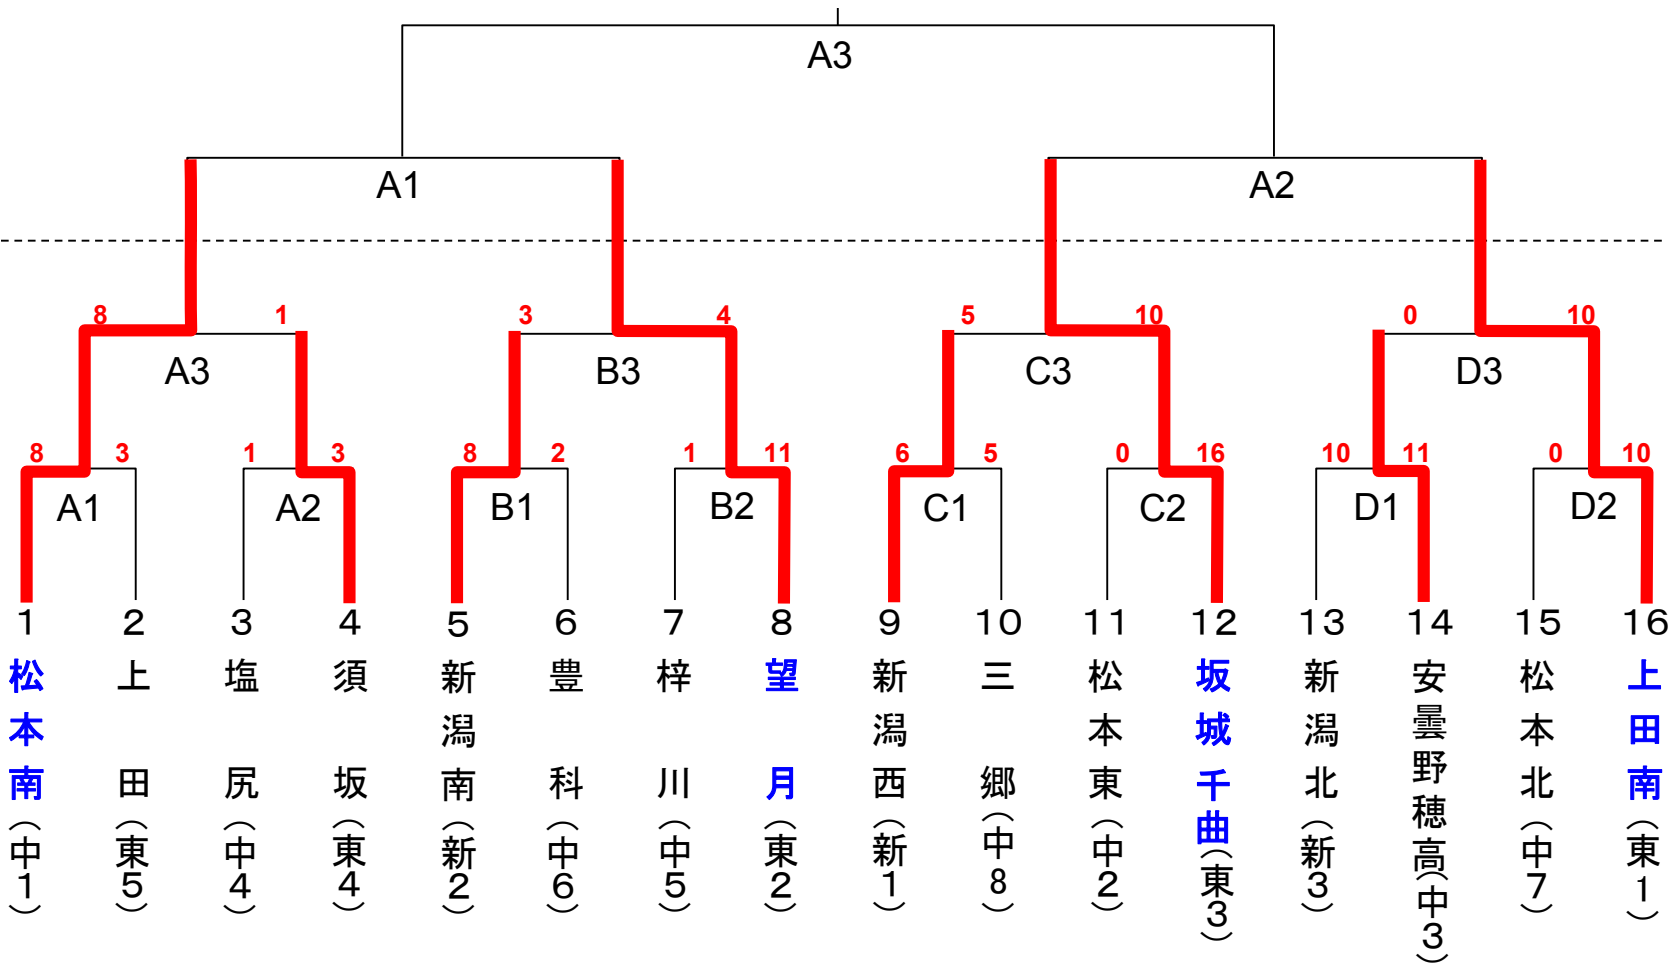 A3
A1
A2
8 1 3 4 5 10 0 10
A3 B3 C3 D3
8 3 1 3 8 2 1 11 6 5 0 16 10 11 0 10
A1 A2 B1 B2 C1 C2 D1 D2
1 2 3 4 5 6 7 8 9 10 11 12 13 14 15 16
松本南(中1)
上田(東5)
塩尻(中4)
須坂(東4)
新潟南(新2)
豊科(中6)
梓川(中5)
望月(東2)
新潟西(新1)
三郷(中8)
松本東(中2)
坂城千曲(東3)
新潟北(新3)
安曇野穂高(中3)
松本北(中7)
上田南(東1)